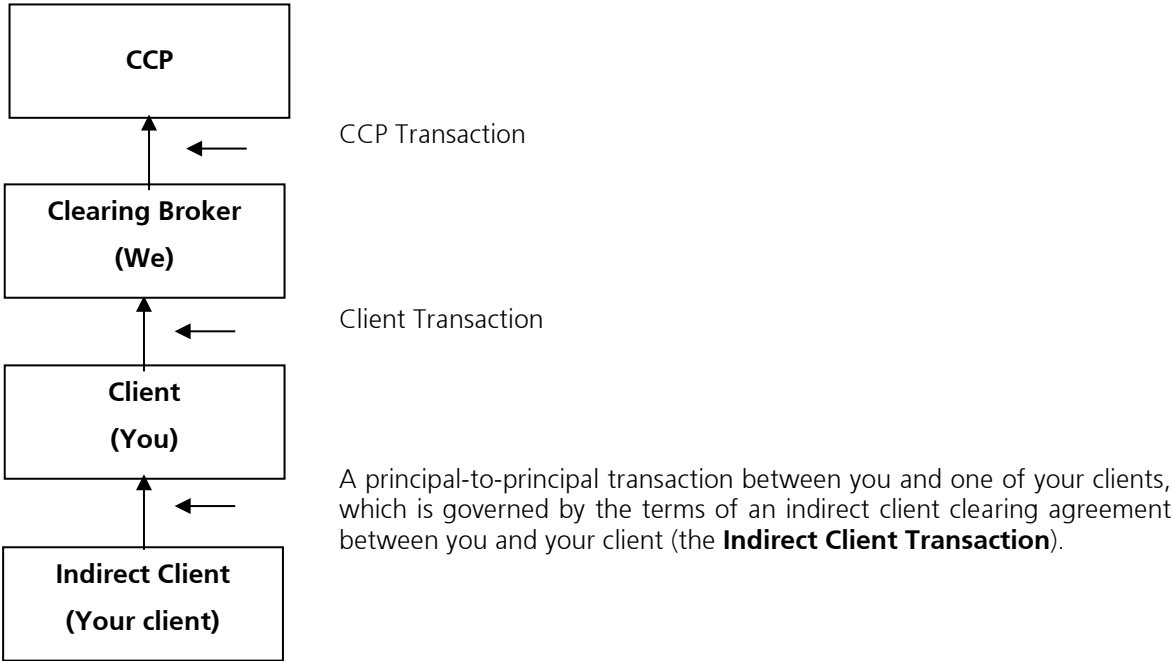 CCP
CCP Transaction
Clearing Broker
(We)
Client Transaction
Client
(You)
A principal-to-principal transaction between you and one of your clients,
which is governed by the terms of an indirect client clearing agreement
between you and your client (the Indirect Client Transaction).
Indirect Client
(Your client)